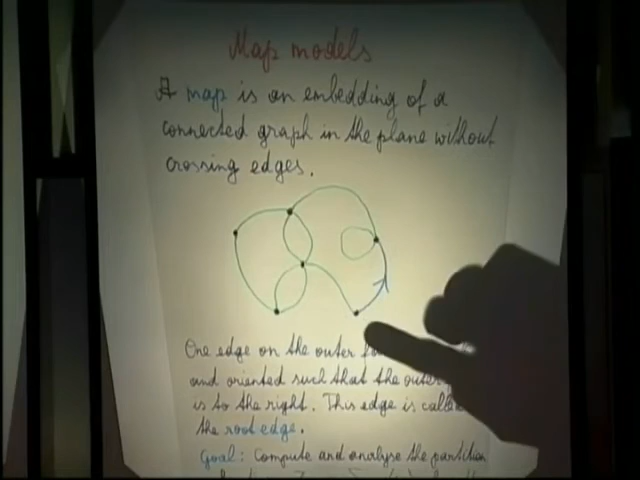 Map models
A map is an embedding of a
connected graph in the plane without
crossing edges.
One edge on the outer
and oriented such that the outer
is to the right. This edge is
the root edge.
Goal: Compute and analyse the partition